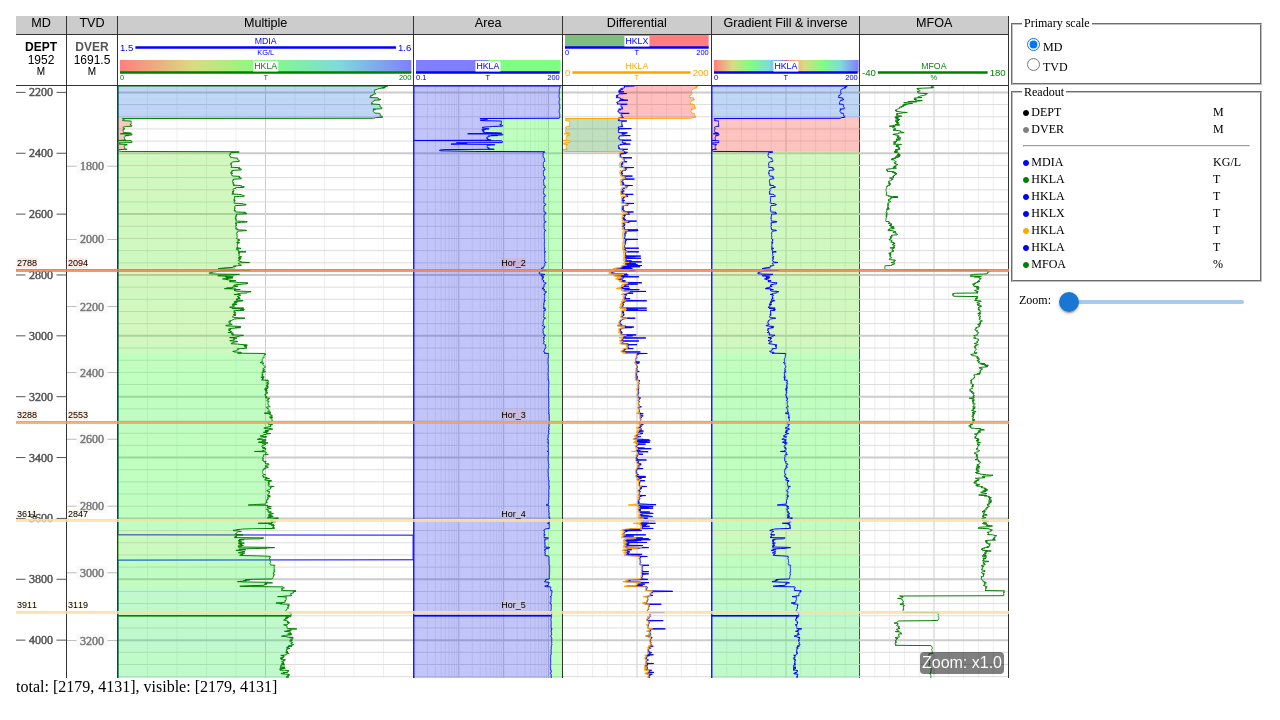 MD TVD Multiple Area Differential Gradient Fill & inverse MFOA
DEPT
1952
M
DVER
1691.5
M
1.5 MDIA 1.6
KG/L
HKLA
0 T 200
HKLA
0.1 T 200
HKLX
0 T 200
HKLA
0 T 200
HKLA
0 T 200
MFOA
-40 % 180
2200
2400
1800
2600
2000
2788 2094 Hor_2
2800
2200
3000
2400
3200
3288 2553 Hor_3
2600
3400
2800
3611 2847 Hor_4
3600
3000
3800
3911 3119 Hor_5
4000
3200
Zoom: x1.0
total: [2179, 4131], visible: [2179, 4131]
Primary scale
MD
TVD
Readout
DEPT M
DVER M
MDIA KG/L
HKLA T
HKLA T
HKLX T
HKLA T
HKLA T
MFOA %
Zoom: